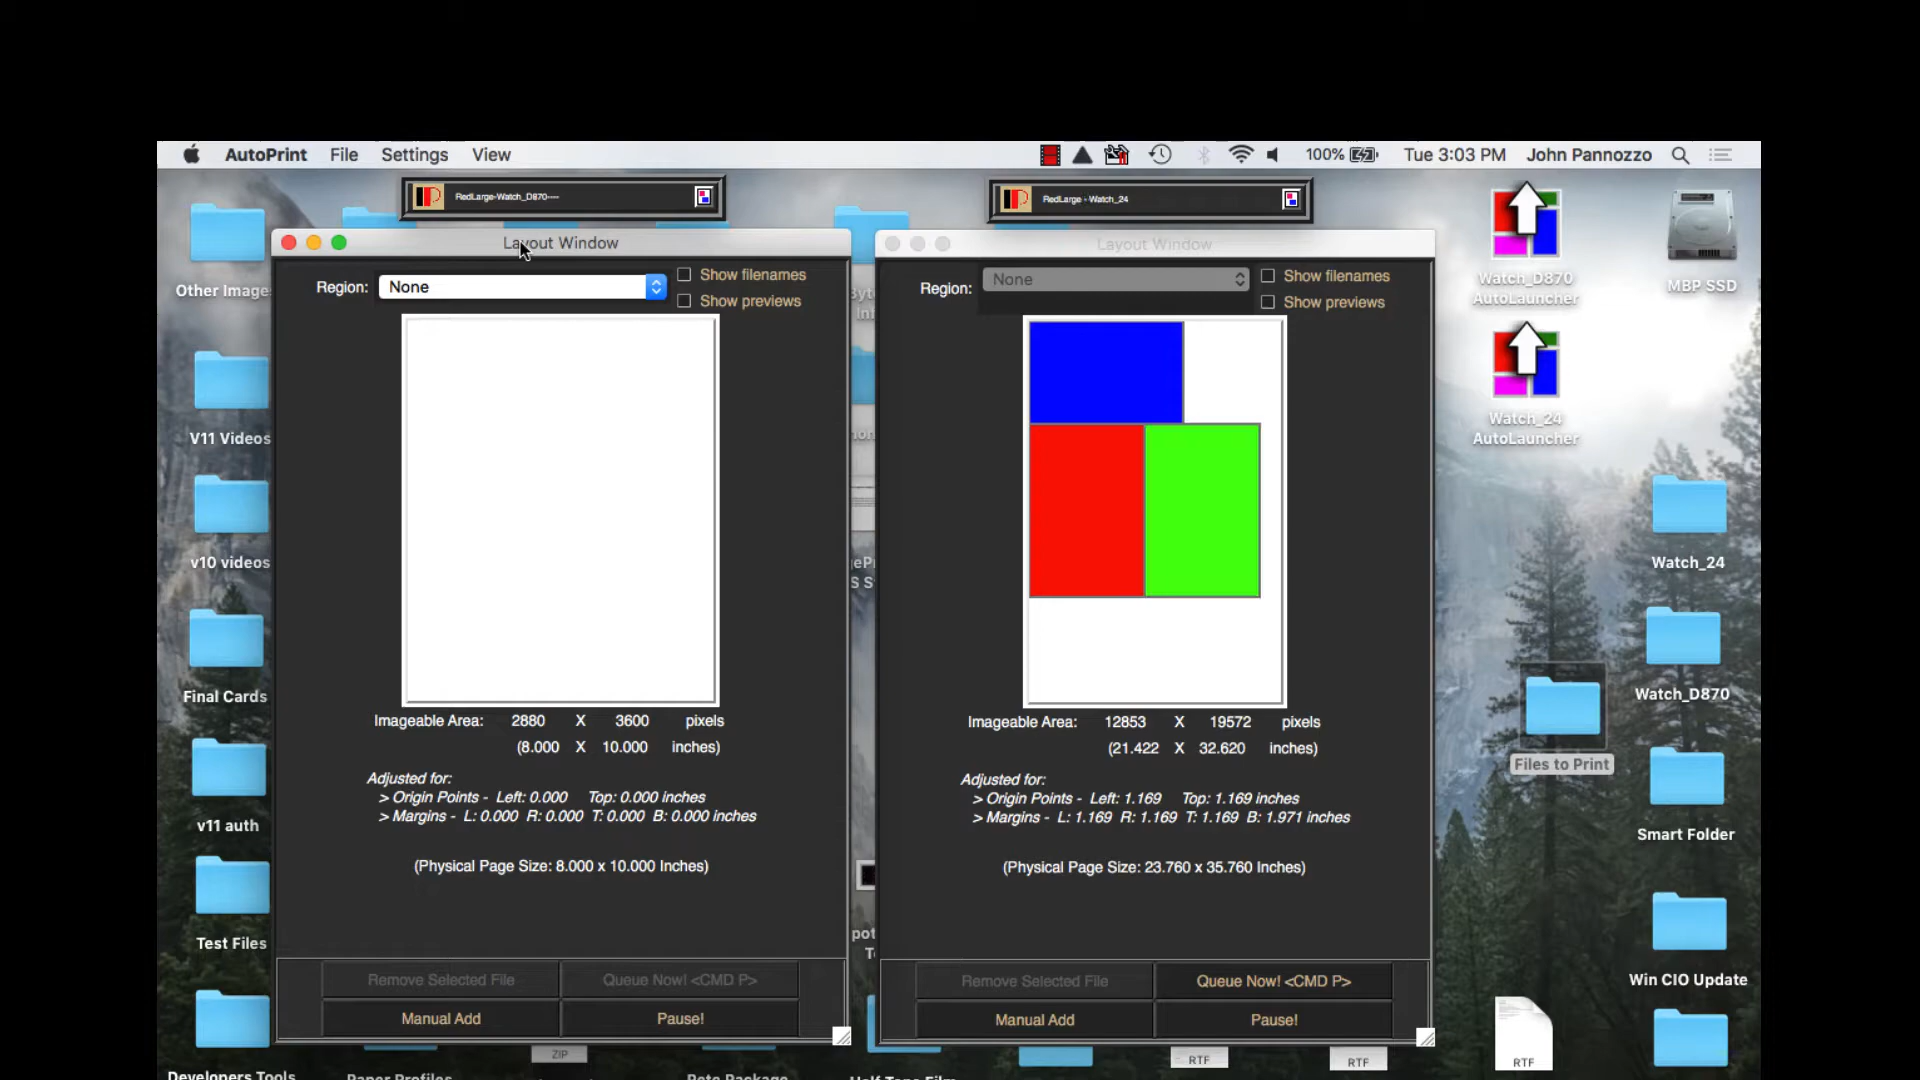 AutoPrint File Settings View 100% Tue 3:03 PM John Pannozzo
RedLarge-Watch_D870----
RedLarge - Watch_24
Layout Window
Region: None
Show filenames
Show previews
Imageable Area: 2880 X 3600 pixels
(8.000 X 10.000 inches)
Adjusted for:
> Origin Points - Left: 0.000 Top: 0.000 inches
> Margins - L: 0.000 R: 0.000 T: 0.000 B: 0.000 inches
(Physical Page Size: 8.000 x 10.000 Inches)
Remove Selected File
Queue Now! <CMD P>
Manual Add
Pause!
Layout Window
Region: None
Show filenames
Show previews
Imageable Area: 12853 X 19572 pixels
(21.422 X 32.620 inches)
Adjusted for:
> Origin Points - Left: 1.169 Top: 1.169 inches
> Margins - L: 1.169 R: 1.169 T: 1.169 B: 1.971 inches
(Physical Page Size: 23.760 x 35.760 Inches)
Remove Selected File
Queue Now! <CMD P>
Manual Add
Pause!
Other Image
V11 Videos
v10 videos
Final Cards
v11 auth
Test Files
Developers Tools
ZIP
RTF
RTF
RTF
Watch_D870
AutoLauncher
Watch_24
AutoLauncher
MBP SSD
Watch_24
Watch_D870
Files to Print
Smart Folder
Win CIO Update